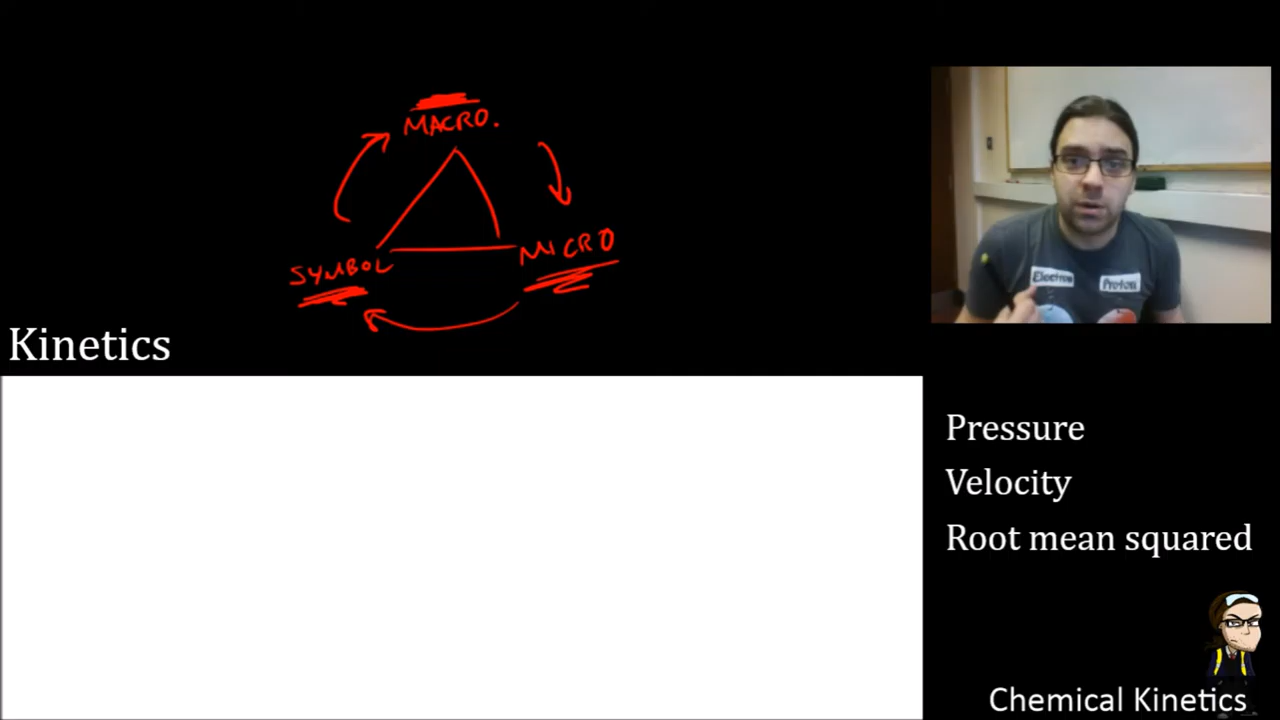 MACRO.
MICRO
SYMBOL
Electron
Proton
Kinetics
Pressure
Velocity
Root mean squared
Chemical Kinetics